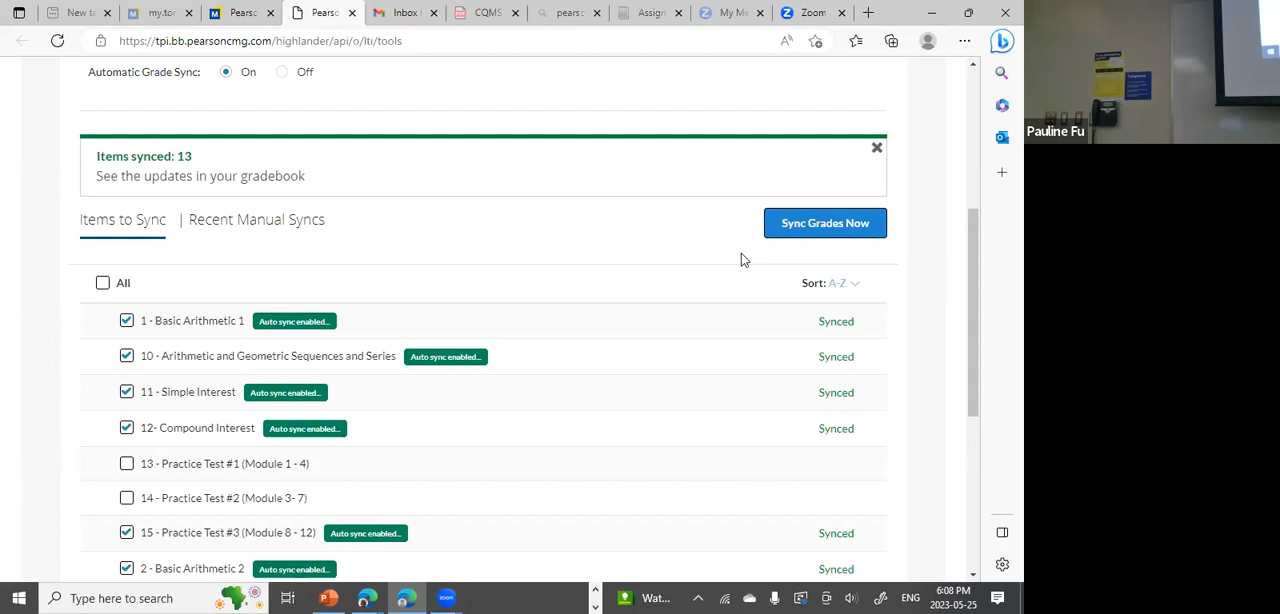 New ta
my.tor
Pearsc
Pearso
Inbox (
CQMS
pearsc
Assign
My Me
Zoom
https://tpi.bb.pearsoncmg.com/highlander/api/o/lti/tools
Automatic Grade Sync: On Off
Items synced: 13
See the updates in your gradebook
Items to Sync | Recent Manual Syncs
Sync Grades Now
All
Sort: A-Z
1 - Basic Arithmetic 1 Auto sync enabled... Synced
10 - Arithmetic and Geometric Sequences and Series Auto sync enabled... Synced
11 - Simple Interest Auto sync enabled... Synced
12- Compound Interest Auto sync enabled... Synced
13 - Practice Test #1 (Module 1 - 4)
14 - Practice Test #2 (Module 3- 7)
15 - Practice Test #3 (Module 8 - 12) Auto sync enabled... Synced
2 - Basic Arithmetic 2 Auto sync enabled... Synced
Pauline Fu
Type here to search
Wat...
ENG
6:08 PM
2023-05-25